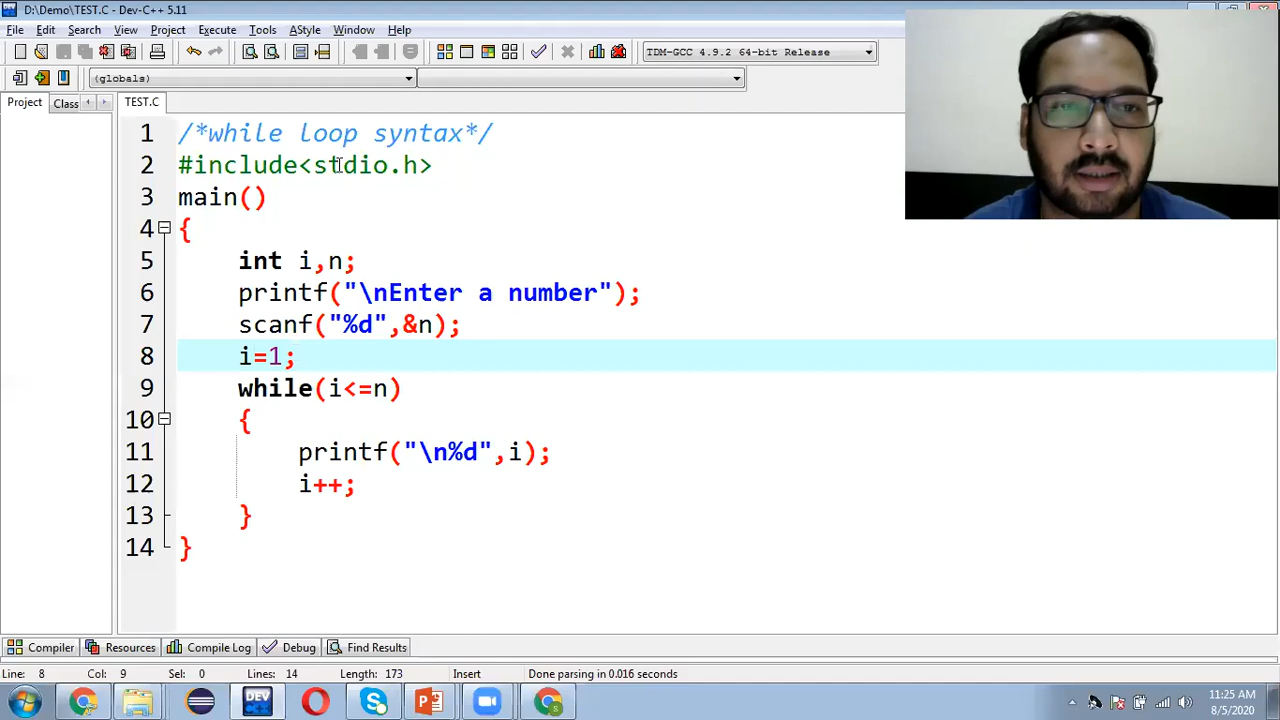 D:\Demo\TEST.C - Dev-C++ 5.11
File Edit Search View Project Execute Tools AStyle Window Help
TDM-GCC 4.9.2 64-bit Release
(globals)
Project Class TEST.C
1 /*while loop syntax*/
2 #include<stdio.h>
3 main()
4 {
5 int i,n;
6 printf("\nEnter a number");
7 scanf("%d",&n);
8 i=1;
9 while(i<=n)
10 {
11 printf("\n%d",i);
12 i++;
13 }
14 }
Compiler Resources Compile Log Debug Find Results
Line: 8 Col: 9 Sel: 0 Lines: 14 Length: 173 Insert Done parsing in 0.016 seconds
DEV
11:25 AM
8/5/2020